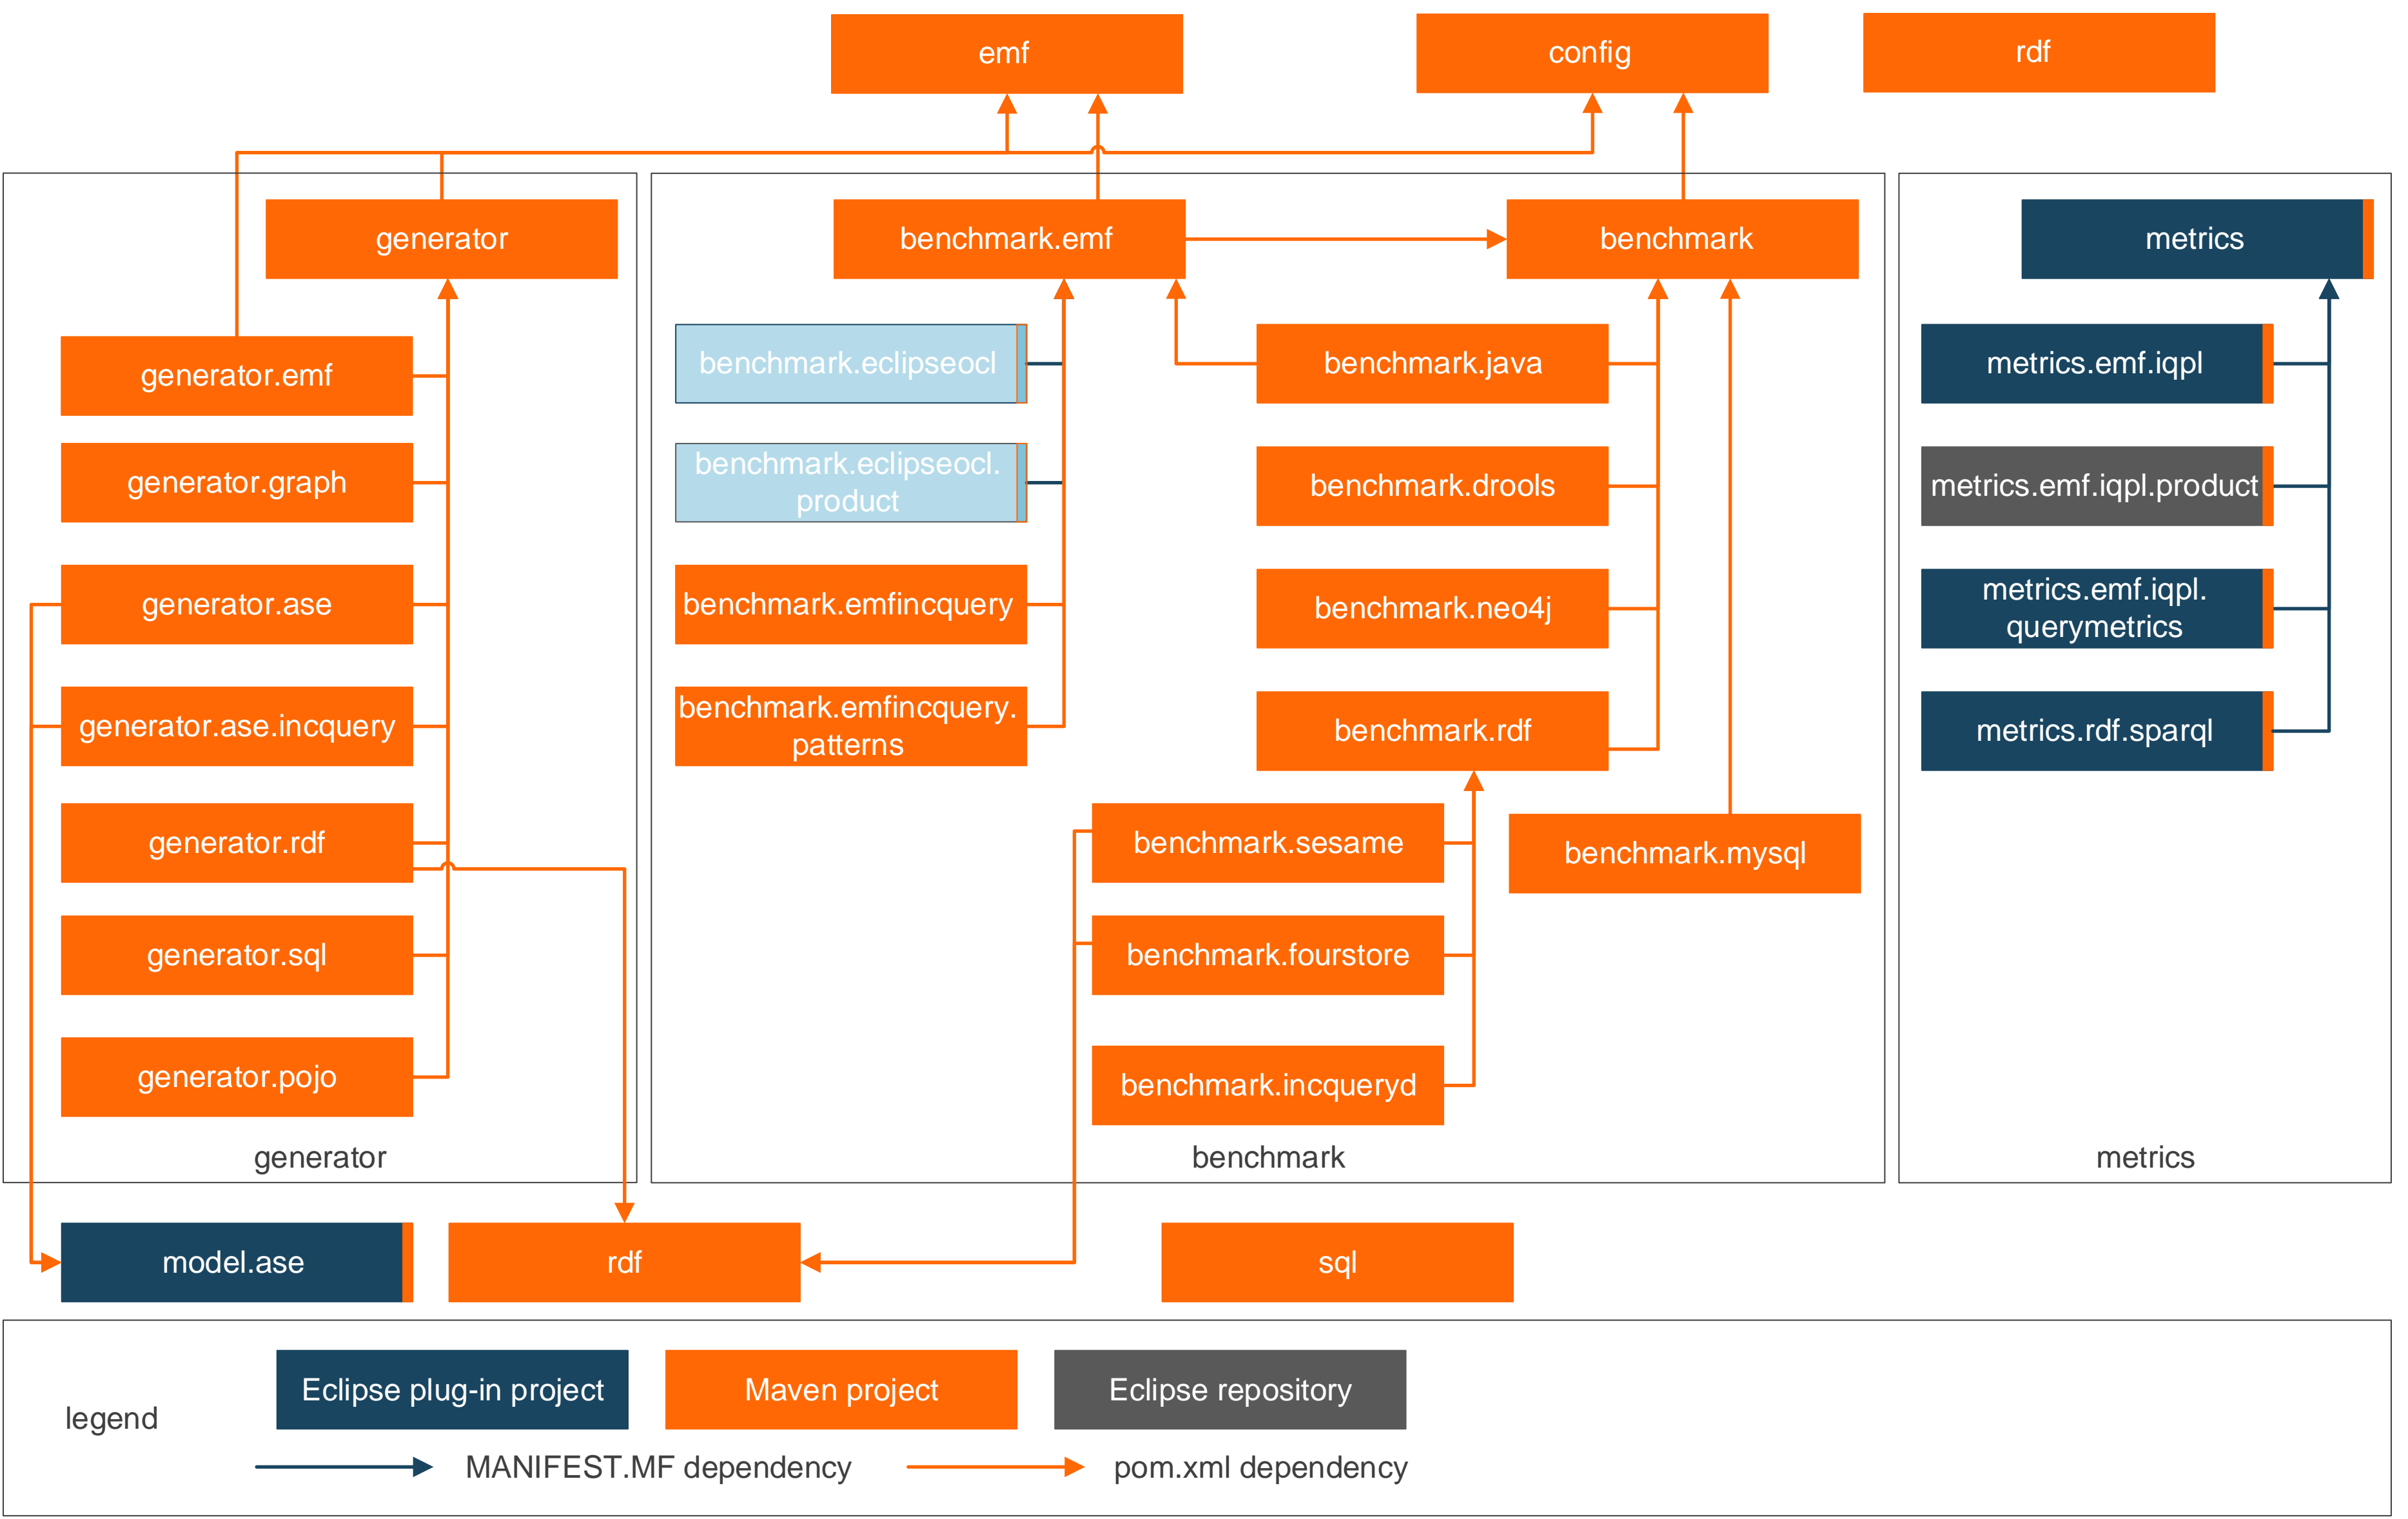 emf
config
rdf
generator
generator.emf
generator.graph
generator.ase
generator.ase.incquery
generator.rdf
generator.sql
generator.pojo
generator
benchmark.emf
benchmark
benchmark.eclipseocl
benchmark.eclipseocl.
product
benchmark.emfincquery
benchmark.emfincquery.
patterns
benchmark.java
benchmark.drools
benchmark.neo4j
benchmark.rdf
benchmark.sesame
benchmark.mysql
benchmark.fourstore
benchmark.incqueryd
benchmark
metrics
metrics.emf.iqpl
metrics.emf.iqpl.product
metrics.emf.iqpl.
querymetrics
metrics.rdf.sparql
metrics
model.ase
rdf
sql
legend
Eclipse plug-in project
Maven project
Eclipse repository
MANIFEST.MF dependency
pom.xml dependency